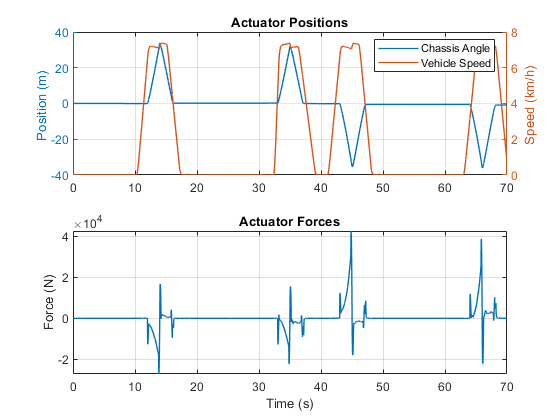 Actuator Positions
40
20
0
-20
-40
Position (m)
8
6
4
2
0
Speed (km/h)
Chassis Angle
Vehicle Speed
0 10 20 30 40 50 60 70
Actuator Forces
×10⁴
4
2
0
-2
Force (N)
0 10 20 30 40 50 60 70
Time (s)